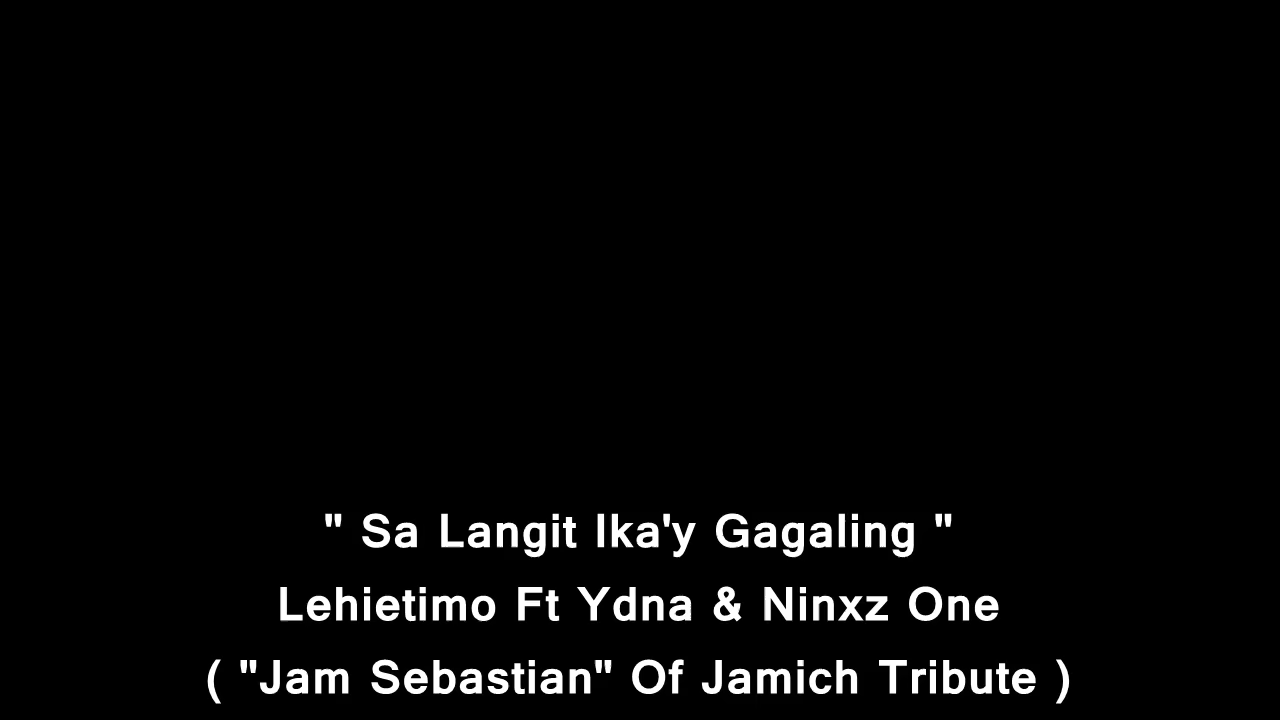 " Sa Langit Ika'y Gagaling "
Lehietimo Ft Ydna & Ninxz One
( "Jam Sebastian" Of Jamich Tribute )